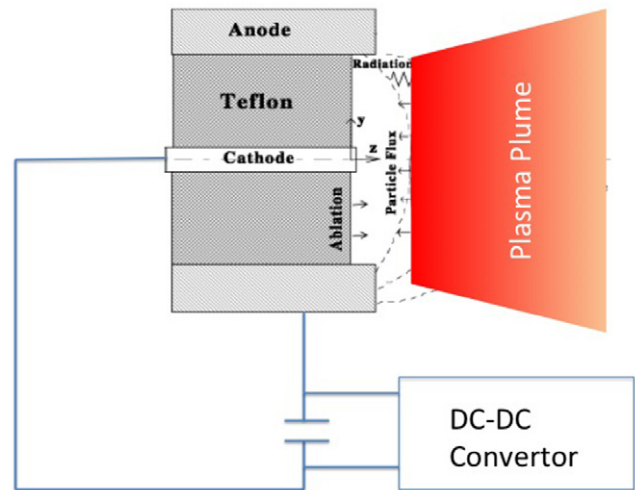 Anode
Radiation
Teflon
y
z
Cathode
Particle Flux
Ablation
Plasma Plume
DC-DC
Convertor